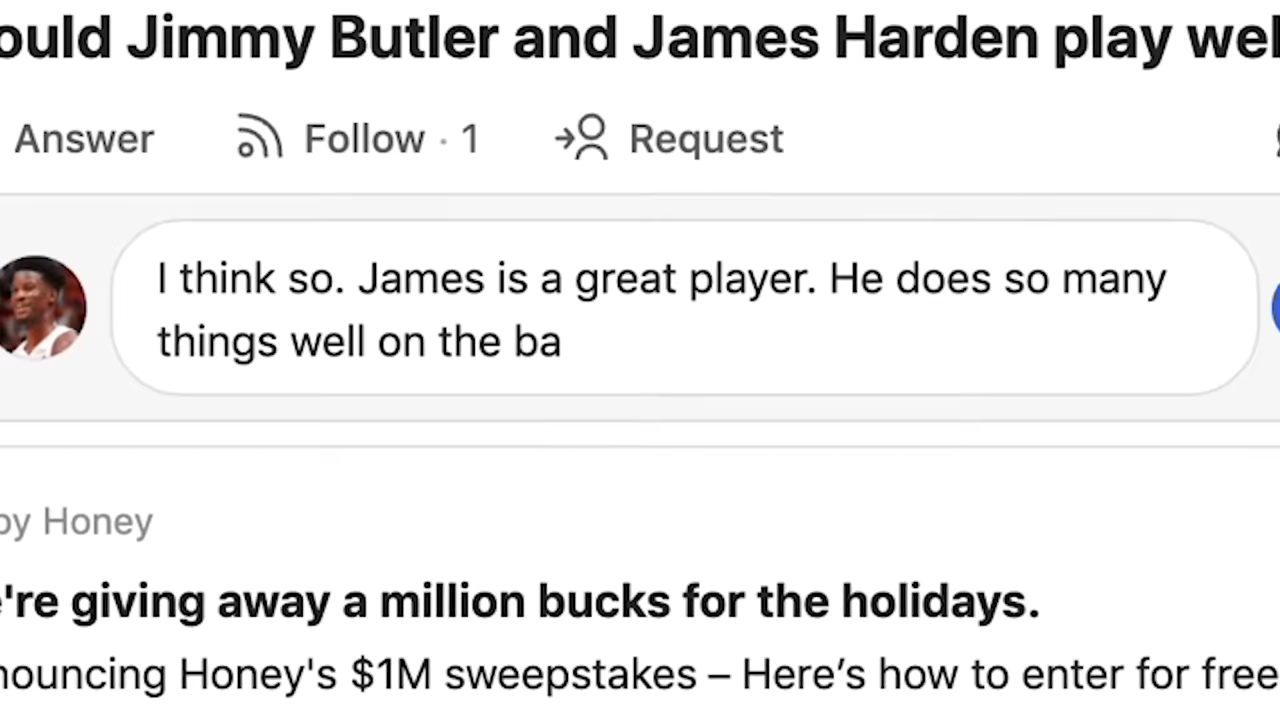 ould Jimmy Butler and James Harden play wel
Answer Follow · 1 Request
I think so. James is a great player. He does so many
things well on the ba
by Honey
e're giving away a million bucks for the holidays.
nouncing Honey's $1M sweepstakes – Here’s how to enter for free